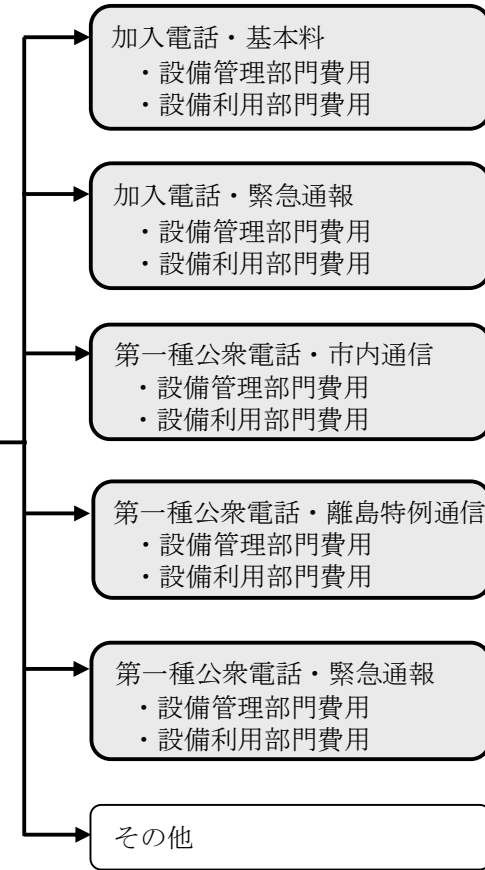 加入電話・基本料
・設備管理部門費用
・設備利用部門費用
加入電話・緊急通報
・設備管理部門費用
・設備利用部門費用
第一種公衆電話・市内通信
・設備管理部門費用
・設備利用部門費用
第一種公衆電話・離島特例通信
・設備管理部門費用
・設備利用部門費用
第一種公衆電話・緊急通報
・設備管理部門費用
・設備利用部門費用
その他